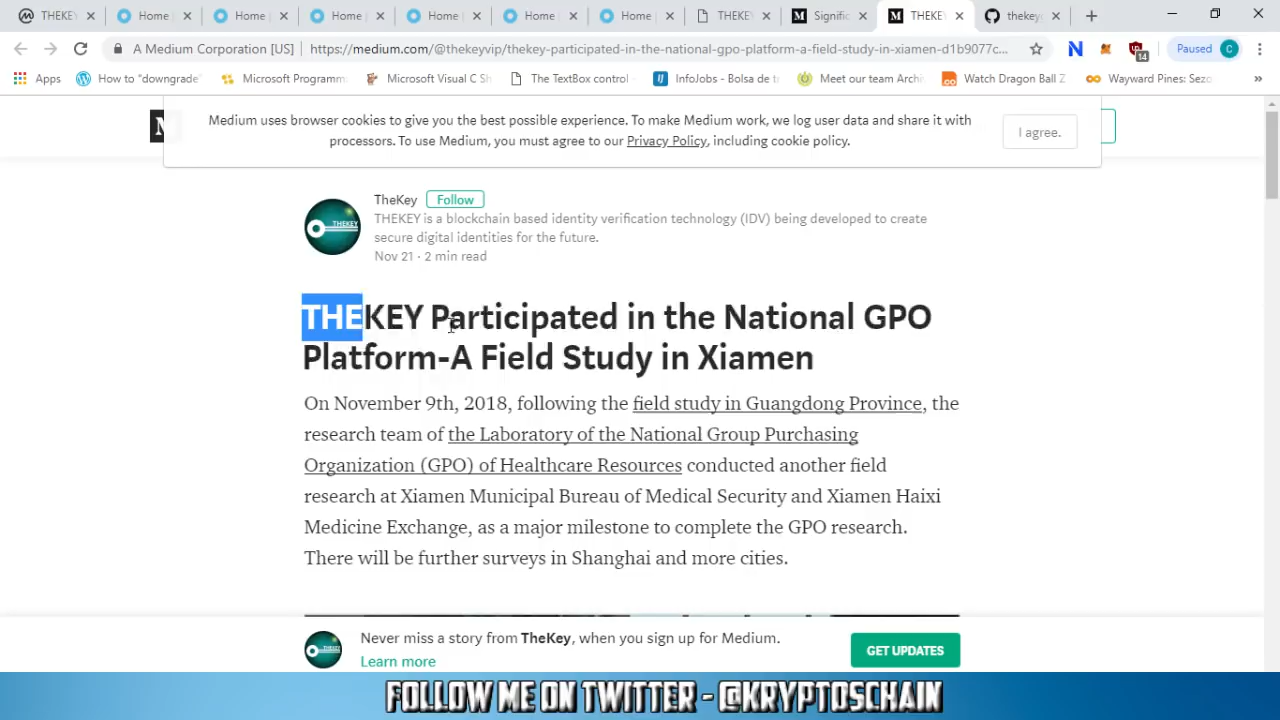 THEKEY
Home
Home
Home
Home
Home
Home
THEKEY
Signific
THEKEY
thekey
A Medium Corporation [US]
https://medium.com/@thekeyvip/thekey-participated-in-the-national-gpo-platform-a-field-study-in-xiamen-d1b9077c...
14
Paused
C
Apps
How to "downgrade"
Microsoft Programm
Microsoft Visual C Sh
The TextBox control
InfoJobs - Bolsa de t
Meet our team Archi
Watch Dragon Ball Z
Wayward Pines: Sezo
»
Medium uses browser cookies to give you the best possible experience. To make Medium work, we log user data and share it with
processors. To use Medium, you must agree to our Privacy Policy, including cookie policy.
I agree.
TheKey
Follow
THEKEY is a blockchain based identity verification technology (IDV) being developed to create
secure digital identities for the future.
Nov 21 · 2 min read
THEKEY
THEKEY Participated in the National GPO
Platform-A Field Study in Xiamen
On November 9th, 2018, following the field study in Guangdong Province, the
research team of the Laboratory of the National Group Purchasing
Organization (GPO) of Healthcare Resources conducted another field
research at Xiamen Municipal Bureau of Medical Security and Xiamen Haixi
Medicine Exchange, as a major milestone to complete the GPO research.
There will be further surveys in Shanghai and more cities.
Never miss a story from TheKey, when you sign up for Medium.
Learn more
GET UPDATES
FOLLOW ME ON TWITTER - @KRYPTOSCHAIN